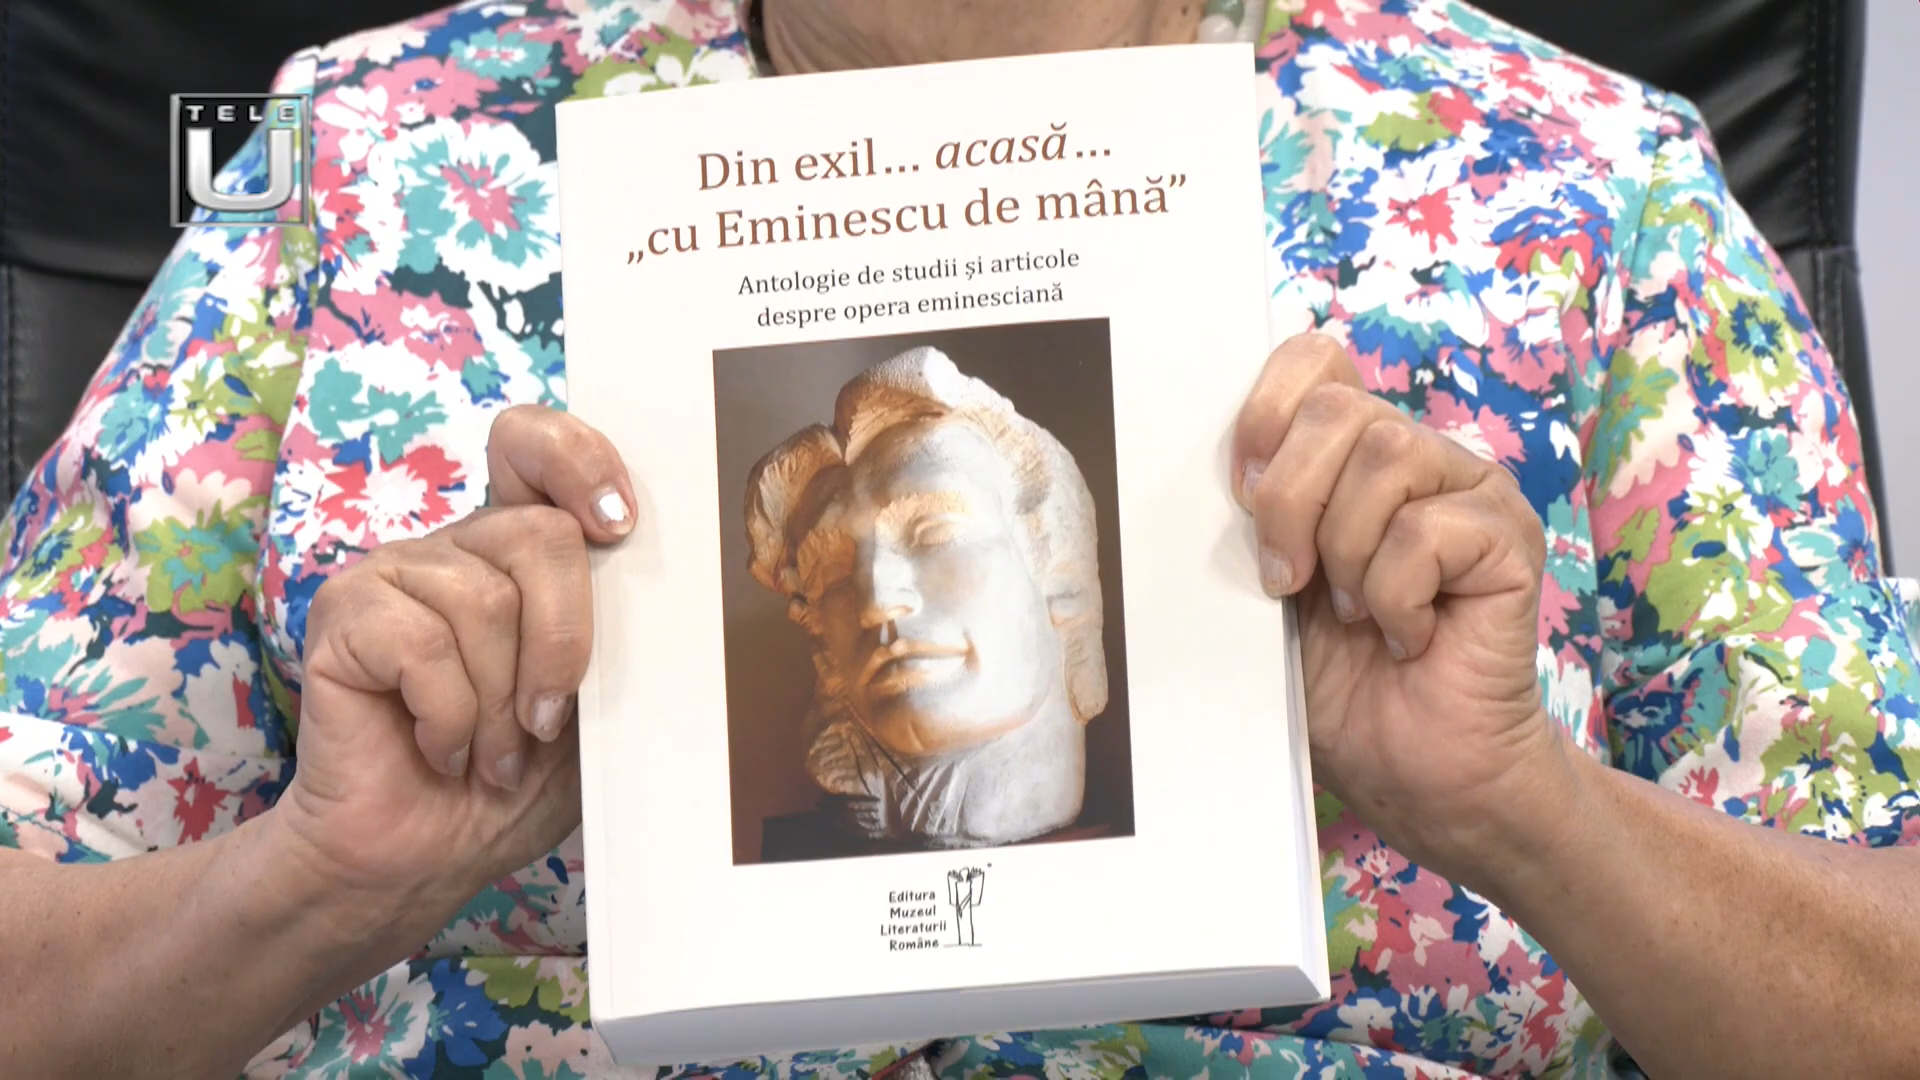 TELE
U
Din exil... acasă...
„cu Eminescu de mână”
Antologie de studii și articole
despre opera eminesciană
Editura
Muzeul
Literaturii
Române